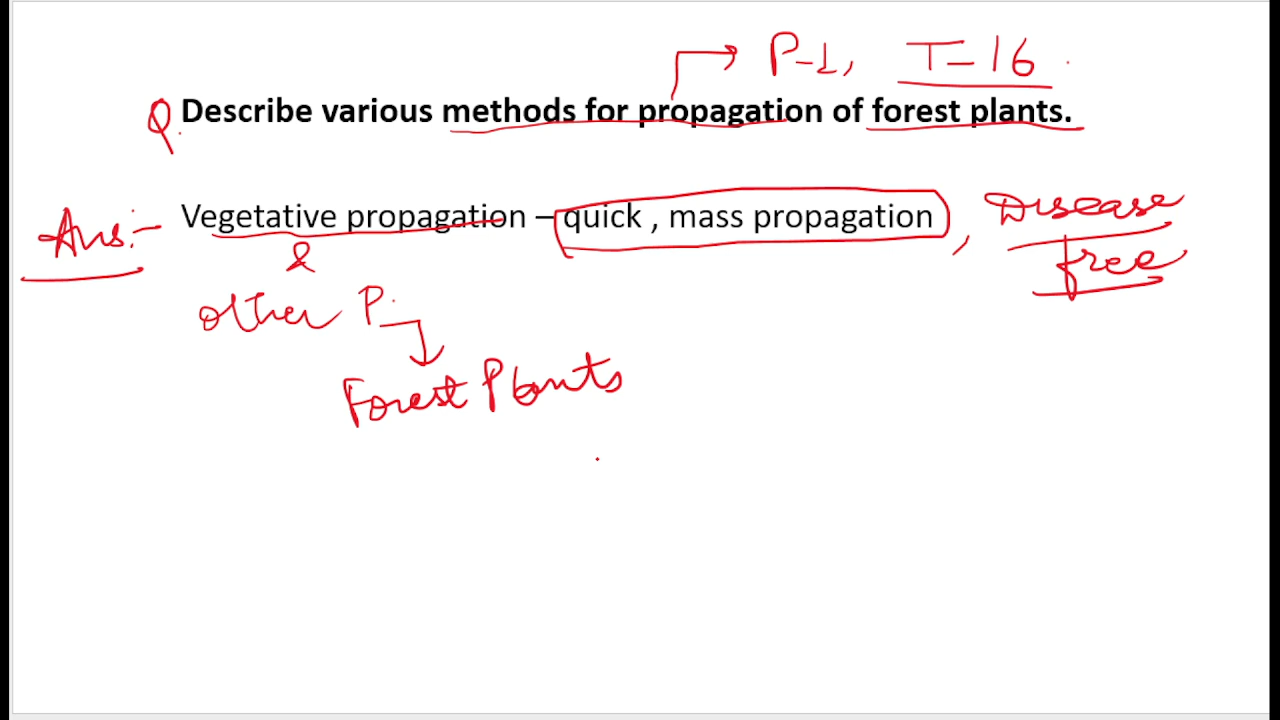 P-1, T-16
Q. Describe various methods for propagation of forest plants.
Ans:- Vegetative propagation – quick , mass propagation , Disease free
&
other P.
Forest Plants